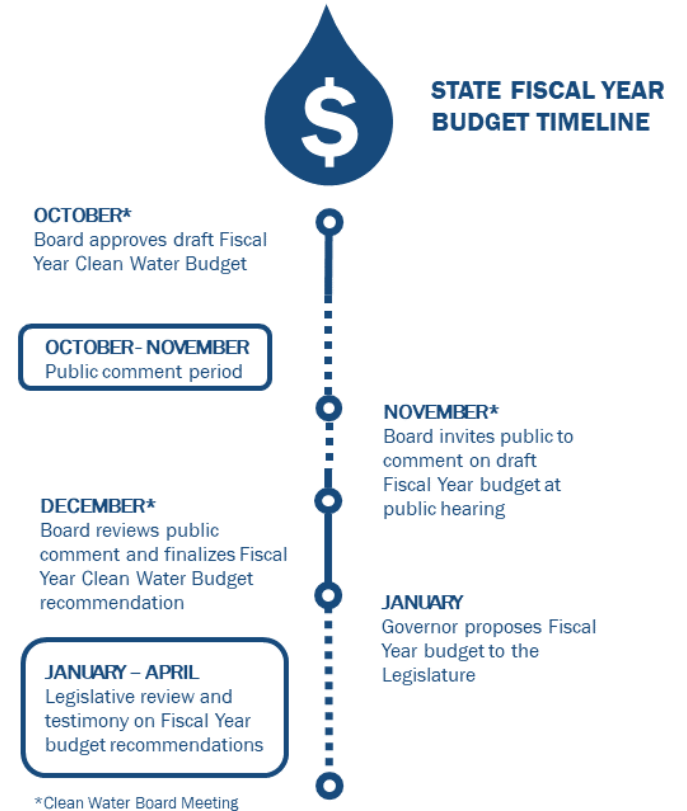 $
STATE FISCAL YEAR
BUDGET TIMELINE
OCTOBER*
Board approves draft Fiscal
Year Clean Water Budget
OCTOBER- NOVEMBER
Public comment period
NOVEMBER*
Board invites public to
comment on draft
Fiscal Year budget at
public hearing
DECEMBER*
Board reviews public
comment and finalizes Fiscal
Year Clean Water Budget
recommendation
JANUARY
Governor proposes Fiscal
Year budget to the
Legislature
JANUARY – APRIL
Legislative review and
testimony on Fiscal Year
budget recommendations
*Clean Water Board Meeting